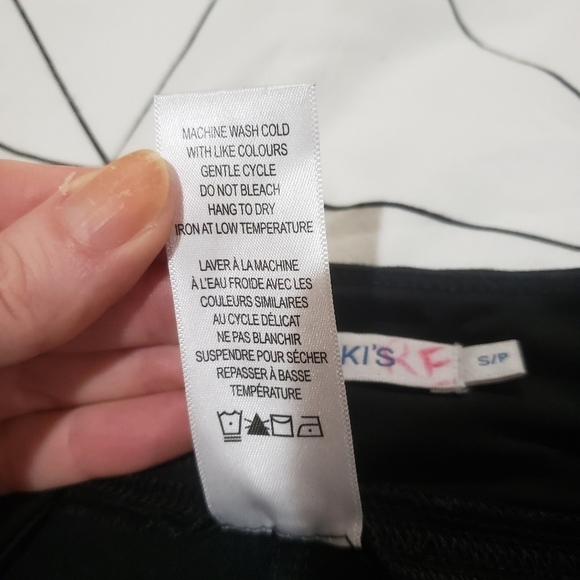 MACHINE WASH COLD
WITH LIKE COLOURS
GENTLE CYCLE
DO NOT BLEACH
HANG TO DRY
IRON AT LOW TEMPERATURE
LAVER À LA MACHINE
À L'EAU FROIDE AVEC LES
COULEURS SIMILAIRES
AU CYCLE DÉLICAT
NE PAS BLANCHIR
SUSPENDRE POUR SÉCHER
REPASSER À BASSE
TEMPÉRATURE
KI'S
S/P